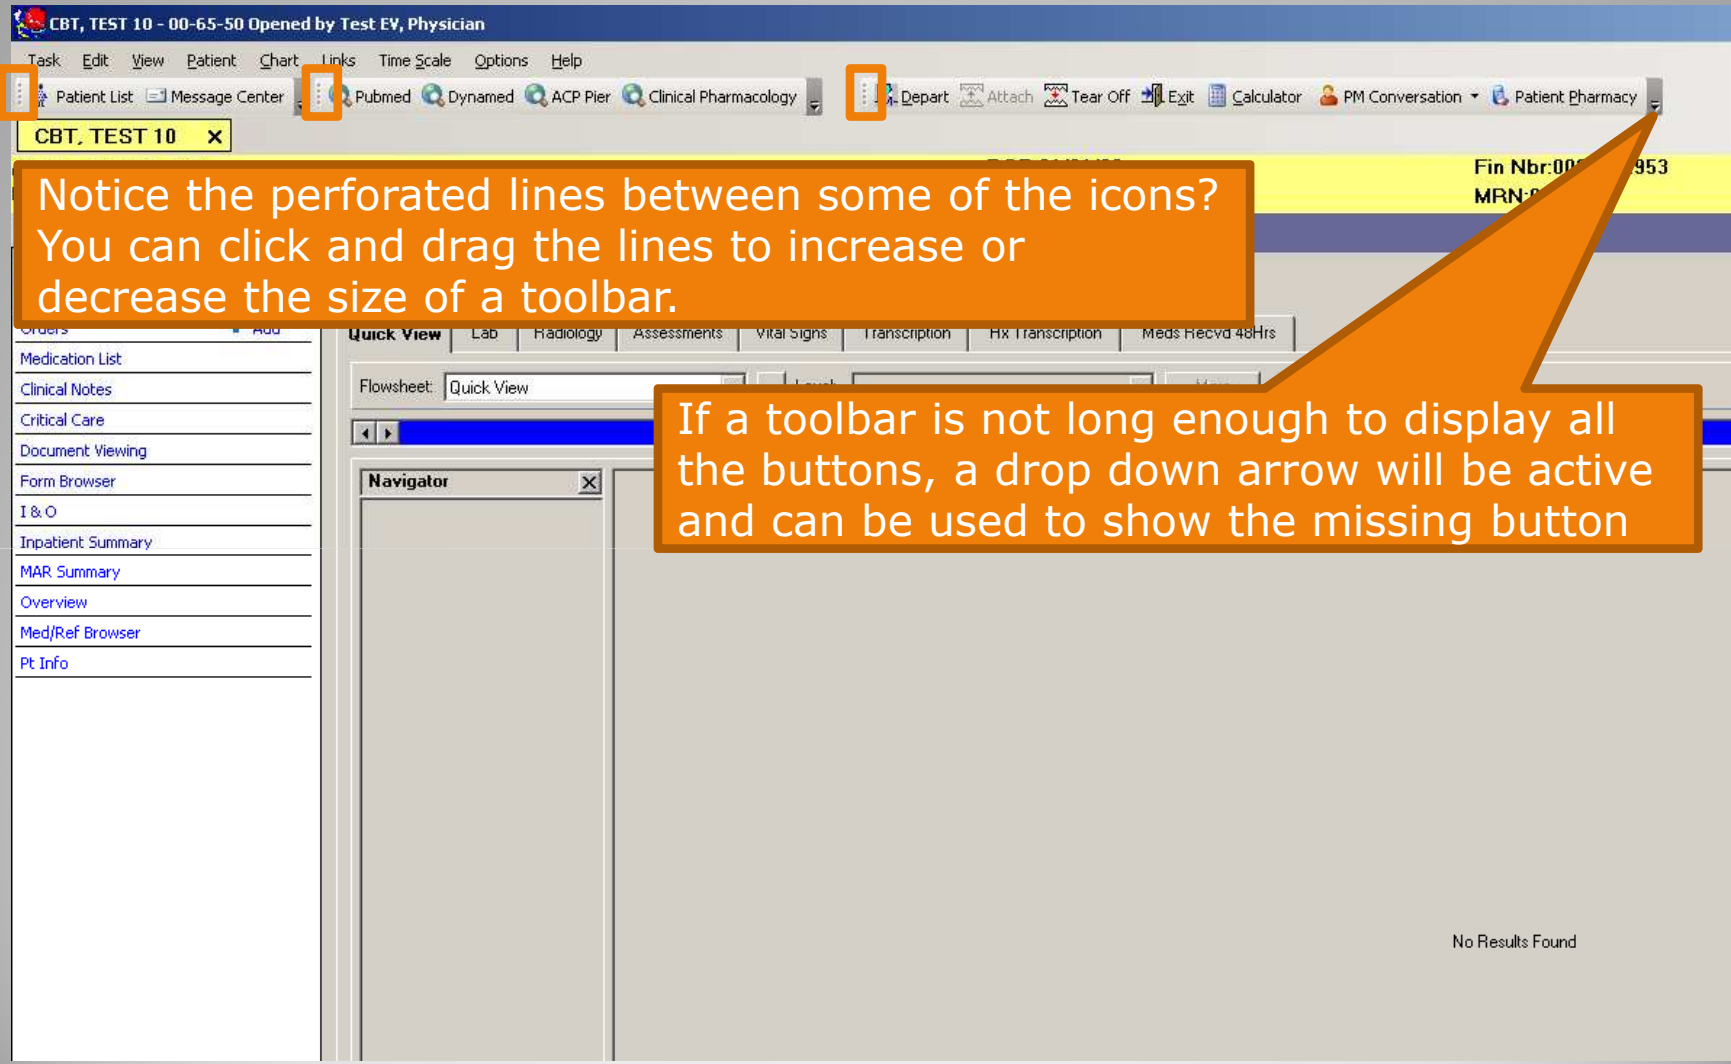 CBT, TEST 10 - 00-65-50 Opened by Test EV, Physician
Task Edit View Patient Chart Links Time Scale Options Help
Patient List Message Center Pubmed Dynamed ACP Pier Clinical Pharmacology Depart Attach Tear Off Exit Calculator PM Conversation Patient Pharmacy
CBT, TEST 10 x
Fin Nbr:00 953
MRN:
Notice the perforated lines between some of the icons?
You can click and drag the lines to increase or
decrease the size of a toolbar.
Orders Add
Quick View Lab Radiology Assessments Vital Signs Transcription Hx Transcription Meds Recvd 48Hrs
Medication List
Clinical Notes
Critical Care
Document Viewing
Form Browser
I & O
Inpatient Summary
MAR Summary
Overview
Med/Ref Browser
Pt Info
Flowsheet: Quick View
Navigator
If a toolbar is not long enough to display all
the buttons, a drop down arrow will be active
and can be used to show the missing button
No Results Found